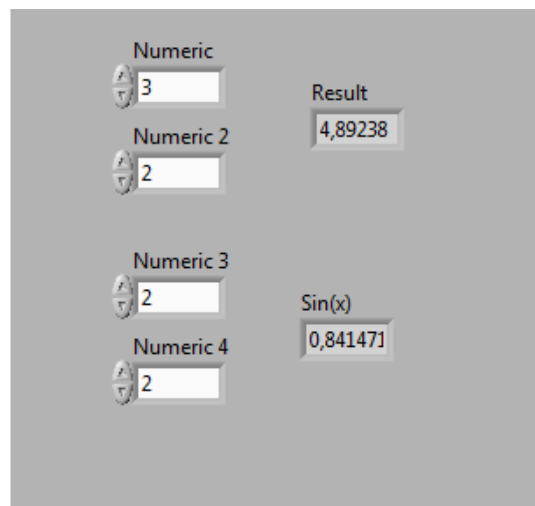 Numeric
3
Result
4,89238
Numeric 2
2
Numeric 3
2
Sin(x)
0,841471
Numeric 4
2